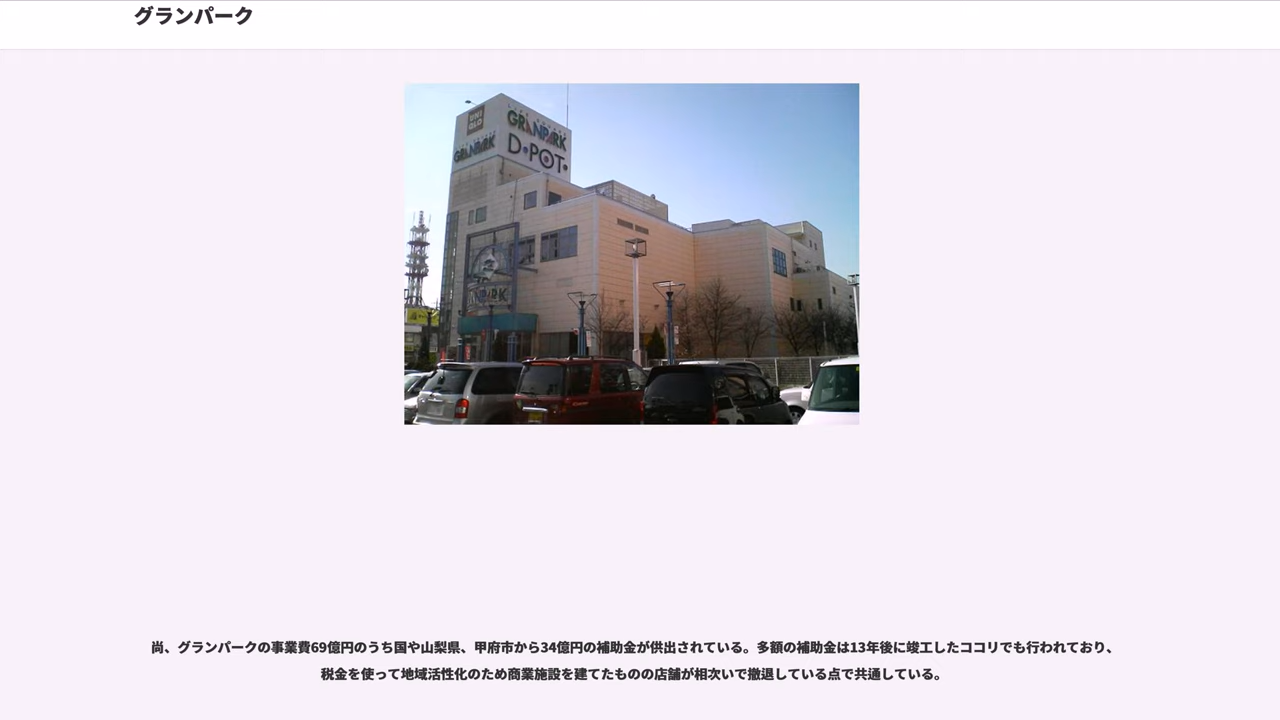 グランパーク
UNI
QLO
GRANPARK
GRANPARK
D•POT•
尚、グランパークの事業費69億円のうち国や山梨県、甲府市から34億円の補助金が供出されている。多額の補助金は13年後に竣工したココリでも行われており、
税金を使って地域活性化のため商業施設を建てたものの店舗が相次いで撤退している点で共通している。